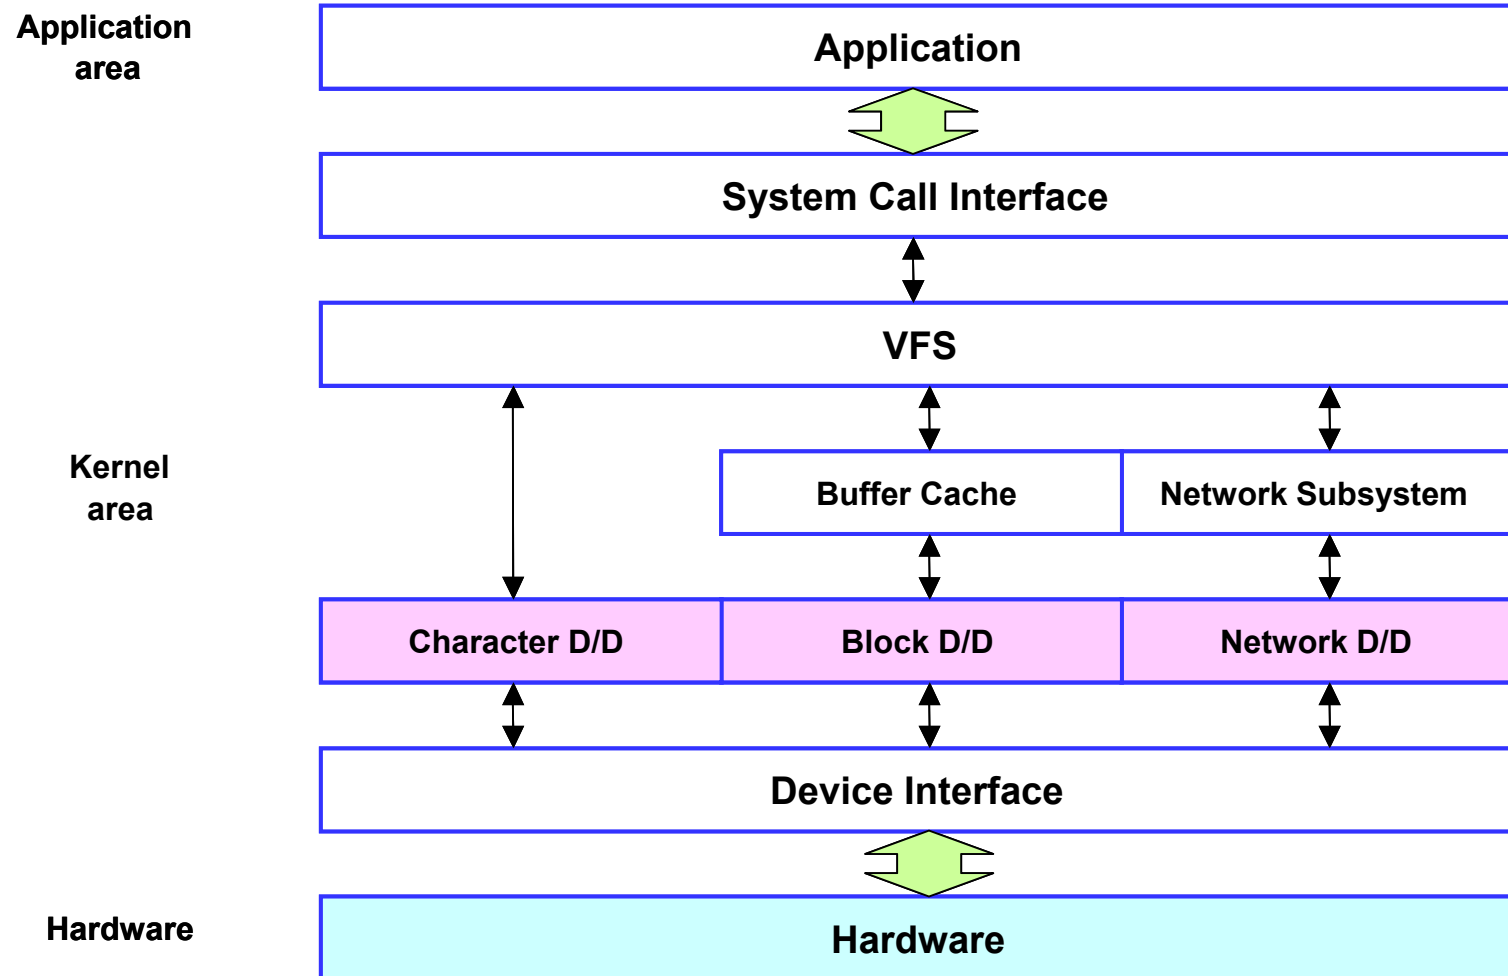 Application
area
Application
System Call Interface
VFS
Kernel
area
Buffer Cache
Network Subsystem
Character D/D
Block D/D
Network D/D
Device Interface
Hardware
Hardware